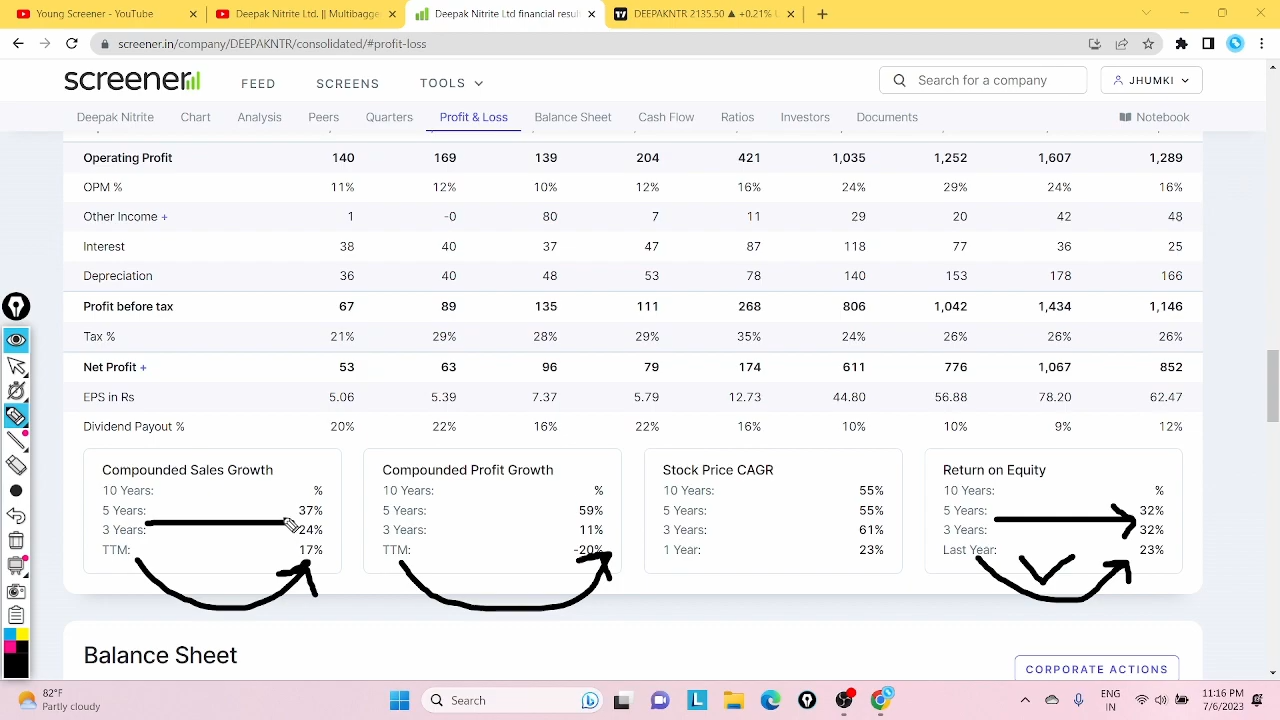 Young Screener - YouTube
Deepak Nitrite Ltd. || Multibagge
Deepak Nitrite Ltd financial result
DEEPAKNTR 2135.50 ▲ +0.21% U
screener.in/company/DEEPAKNTR/consolidated/#profit-loss
screener
FEED SCREENS TOOLS
Search for a company
JHUMKI
Deepak Nitrite Chart Analysis Peers Quarters Profit & Loss Balance Sheet Cash Flow Ratios Investors Documents Notebook
Operating Profit 140 169 139 204 421 1,035 1,252 1,607 1,289
OPM % 11% 12% 10% 12% 16% 24% 29% 24% 16%
Other Income + 1 -0 80 7 11 29 20 42 48
Interest 38 40 37 47 87 118 77 36 25
Depreciation 36 40 48 53 78 140 153 178 166
Profit before tax 67 89 135 111 268 806 1,042 1,434 1,146
Tax % 21% 29% 28% 29% 35% 24% 26% 26% 26%
Net Profit + 53 63 96 79 174 611 776 1,067 852
EPS in Rs 5.06 5.39 7.37 5.79 12.73 44.80 56.88 78.20 62.47
Dividend Payout % 20% 22% 16% 22% 16% 10% 10% 9% 12%
Compounded Sales Growth
10 Years: %
5 Years: 37%
3 Years: 24%
TTM: 17%
Compounded Profit Growth
10 Years: %
5 Years: 59%
3 Years: 11%
TTM: -20%
Stock Price CAGR
10 Years: 55%
5 Years: 55%
3 Years: 61%
1 Year: 23%
Return on Equity
10 Years: %
5 Years: 32%
3 Years: 32%
Last Year: 23%
Balance Sheet
CORPORATE ACTIONS
82°F
Partly cloudy
Search
ENG
IN
11:16 PM
7/6/2023